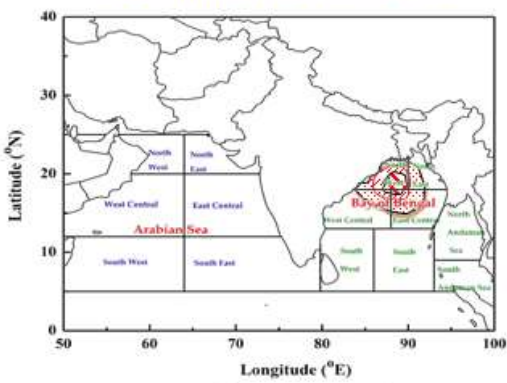 40
30
20
10
0
50
60
70
80
90
100
Latitude (°N)
Longitude (°E)
North
West
North
East
West Central
East Central
Arabian Sea
South West
South East
Bay of Bengal
West Central
East Central
South
West
South
East
North
Andaman
Sea
South
Andaman Sea